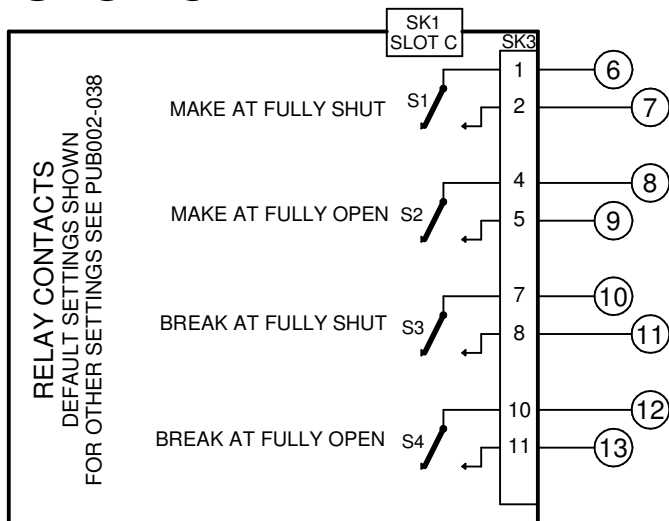 SK1
SLOT C
SK3
RELAY CONTACTS
DEFAULT SETTINGS SHOWN
FOR OTHER SETTINGS SEE PUB002-038
MAKE AT FULLY SHUT S1 1 6
2 7
MAKE AT FULLY OPEN S2 4 8
5 9
BREAK AT FULLY SHUT S3 7 10
8 11
BREAK AT FULLY OPEN S4 10 12
11 13